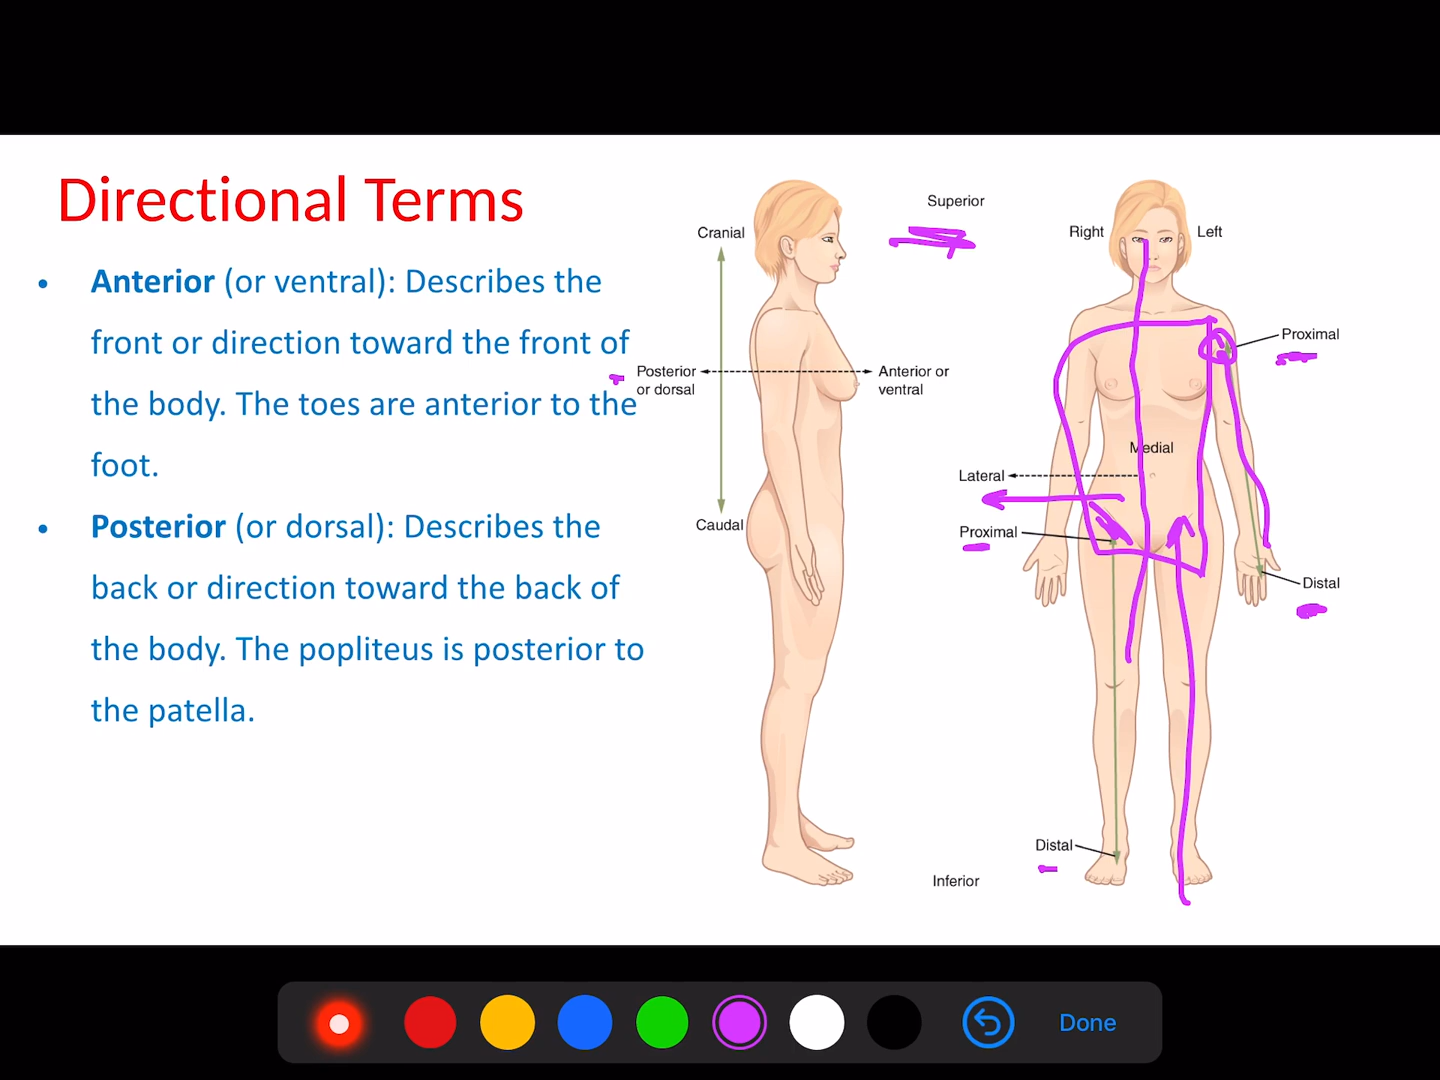 Directional Terms
• Anterior (or ventral): Describes the
front or direction toward the front of
the body. The toes are anterior to the
foot.
• Posterior (or dorsal): Describes the
back or direction toward the back of
the body. The popliteus is posterior to
the patella.
Superior
Cranial
Right
Left
Proximal
Posterior
or dorsal
Anterior or
ventral
Medial
Lateral
Caudal
Proximal
Distal
Distal
Inferior
Done